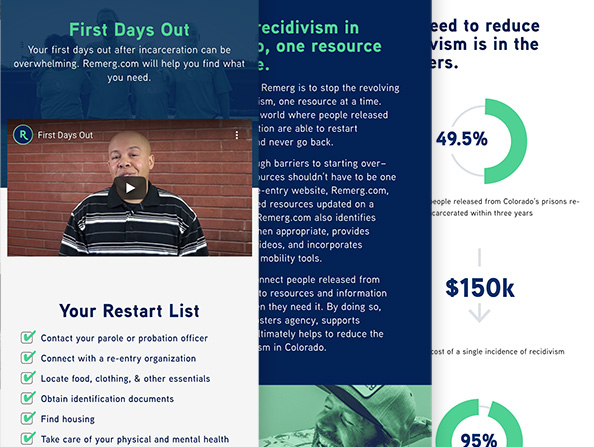 First Days Out
Your first days out after incarceration can be
overwhelming. Remerg.com will help you find what
you need.
R
First Days Out
Your Restart List
Contact your parole or probation officer
Connect with a re-entry organization
Locate food, clothing, & other essentials
Obtain identification documents
Find housing
Take care of your physical and mental health
recidivism in
, one resource
Remerg is to stop the revolving
ism, one resource at a time.
world where people released
tion are able to restart
nd never go back.
gh barriers to starting over–
ources shouldn't have to be one
e-entry website, Remerg.com,
ed resources updated on a
Remerg.com also identifies
hen appropriate, provides
ideos, and incorporates
mobility tools.
nnect people released from
to resources and information
n they need it. By doing so,
sters agency, supports
ltimately helps to reduce the
sm in Colorado.
eed to reduce
ivism is in the
ers.
49.5%
people released from Colorado's prisons re-
carcerated within three years
$150k
cost of a single incidence of recidivism
95%